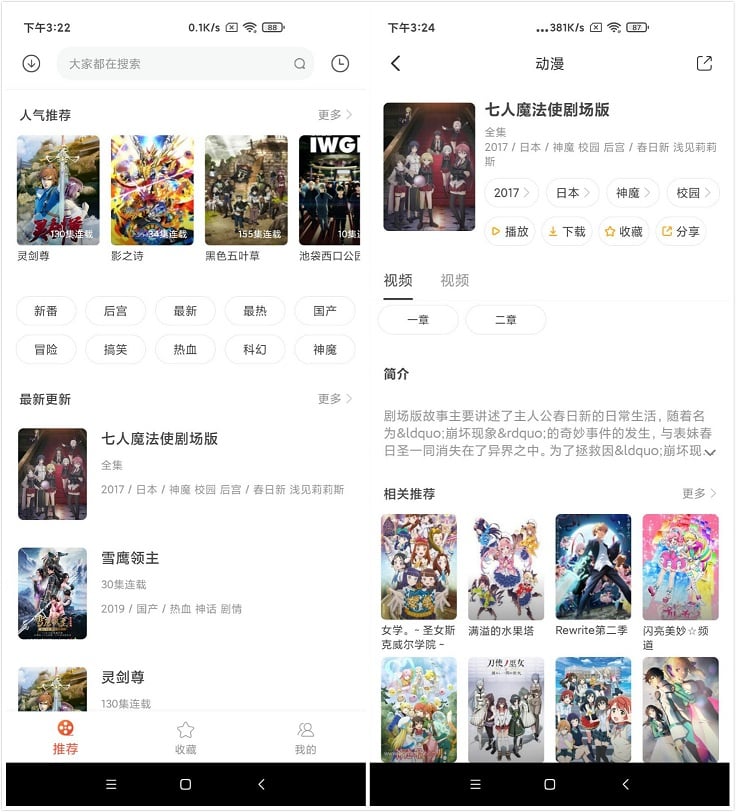 下午3:22
0.1K/s
88
大家都在搜索
人气推荐
更多
130集连载
34集连载
155集连载
IWGP
10集连
灵剑尊
影之诗
黑色五叶草
池袋西口公园
新番
后宫
最新
最热
国产
冒险
搞笑
热血
科幻
神魔
最新更新
更多
七人魔法使剧场版
全集
2017 / 日本 / 神魔 校园 后宫 / 春日新 浅见莉莉斯
雪鹰领主
30集连载
2019 / 国产 / 热血 神话 剧情
灵剑尊
130集连载
推荐
收藏
我的
下午3:24
...381K/s
87
动漫
七人魔法使剧场版
全集
2017 / 日本 / 神魔 校园 后宫 / 春日新 浅见莉莉
斯
2017
日本
神魔
校园
播放
下载
收藏
分享
视频
视频
一章
二章
简介
剧场版故事主要讲述了主人公春日新的日常生活，随着名
为&ldquo;崩坏现象&rdquo;的奇妙事件的发生，与表妹春
日圣一同消失在了异界之中。为了拯救因&ldquo;崩坏现..
相关推荐
更多
女学。~ 圣女斯
克威尔学院 ~
满溢的水果塔
Rewrite第二季
闪亮美妙☆频
道
刀使ノ巫女